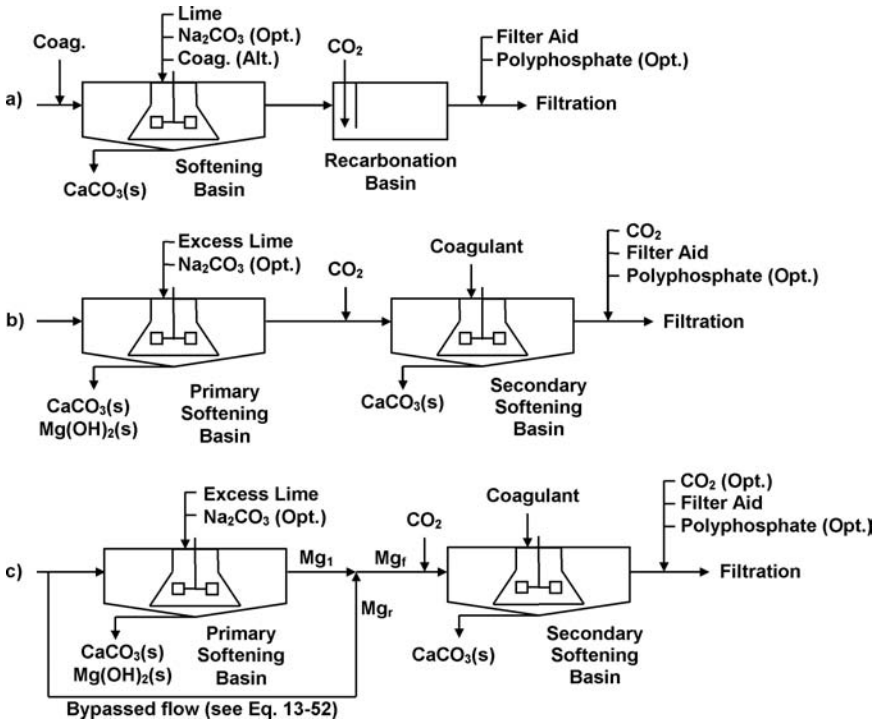 Lime
Na₂CO₃ (Opt.)
Coag. (Alt.)
Coag.
CO₂
Filter Aid
Polyphosphate (Opt.)
a)
Filtration
Softening
Basin
Recarbonation
Basin
CaCO₃(s)
Excess Lime
Na₂CO₃ (Opt.)
CO₂
Coagulant
CO₂
Filter Aid
Polyphosphate (Opt.)
b)
Filtration
CaCO₃(s)
Mg(OH)₂(s)
Primary
Softening
Basin
CaCO₃(s)
Secondary
Softening
Basin
Excess Lime
Na₂CO₃ (Opt.)
CO₂
Coagulant
CO₂ (Opt.)
Filter Aid
Polyphosphate (Opt.)
c)
Mg₁
Mgf
Mgr
Filtration
CaCO₃(s)
Mg(OH)₂(s)
Primary
Softening
Basin
CaCO₃(s)
Secondary
Softening
Basin
Bypassed flow (see Eq. 13-52)